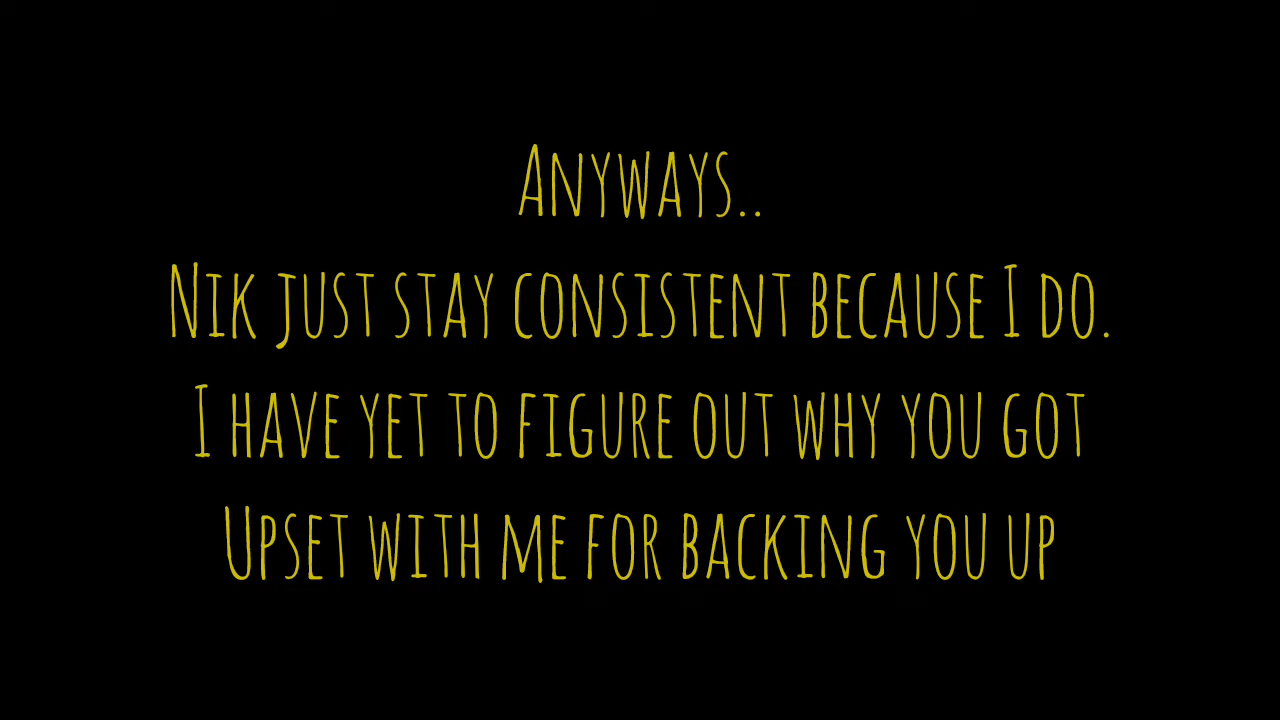 Anyways..
Nik just stay consistent because I do.
I have yet to figure out why you got
Upset with me for backing you up